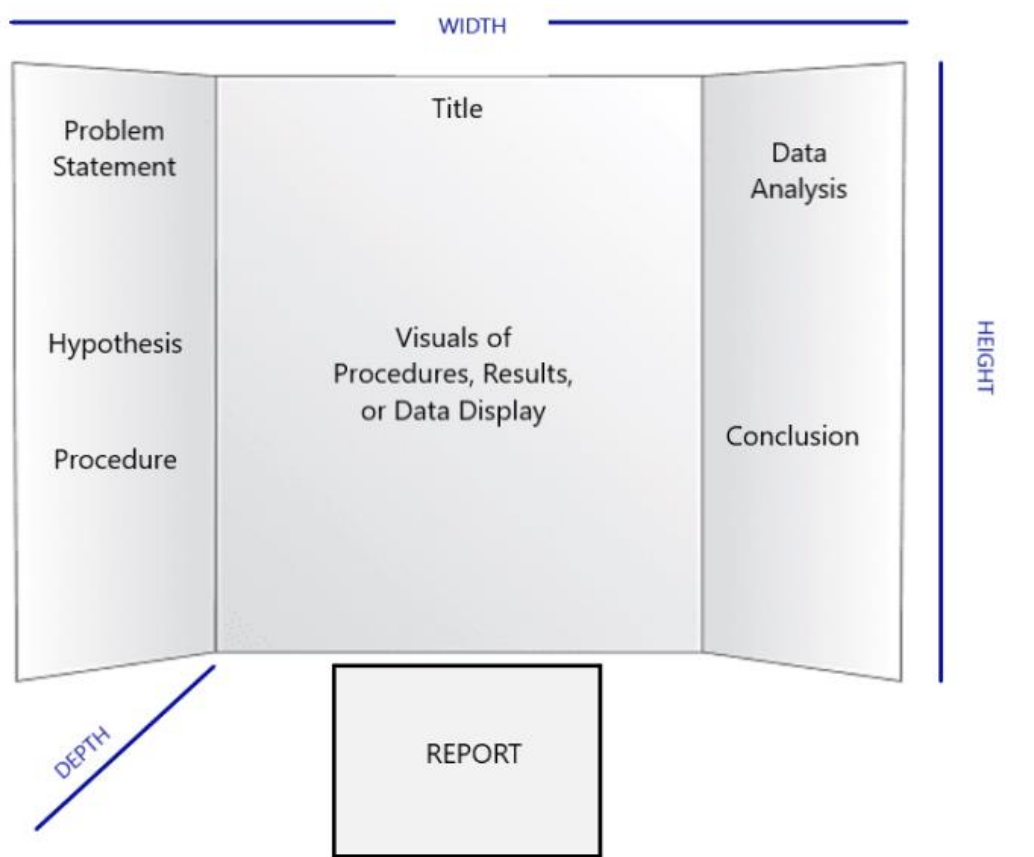 WIDTH
Problem
Statement
Hypothesis
Procedure
Title
Visuals of
Procedures, Results,
or Data Display
Data
Analysis
Conclusion
HEIGHT
DEPTH
REPORT